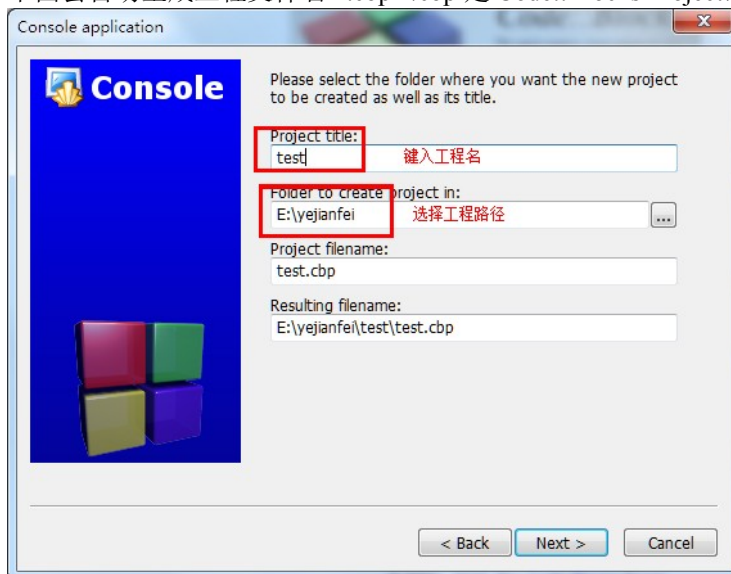 Console application
Console
Please select the folder where you want the new project
to be created as well as its title.
Project title:
test 键入工程名
Folder to create project in:
E:\yejianfei 选择工程路径
...
Project filename:
test.cbp
Resulting filename:
E:\yejianfei\test\test.cbp
< Back Next > Cancel